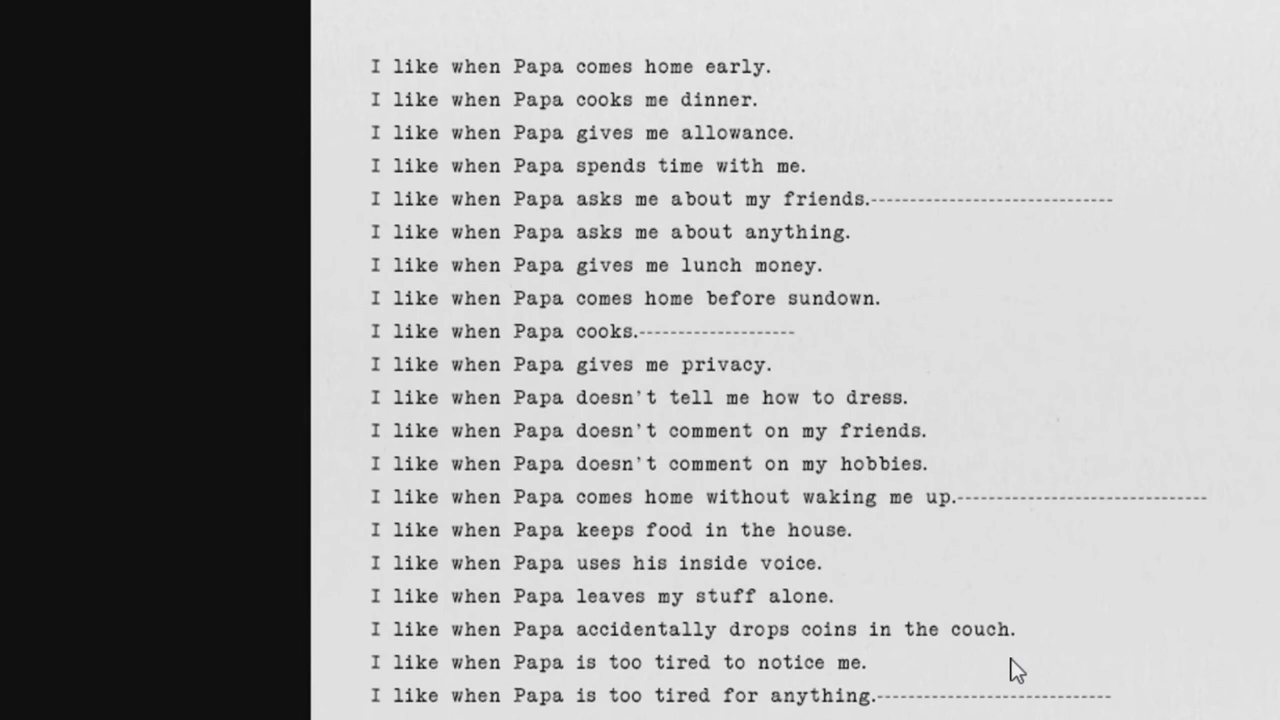 I like when Papa comes home early.
I like when Papa cooks me dinner.
I like when Papa gives me allowance.
I like when Papa spends time with me.
I like when Papa asks me about my friends.-------------------------------
I like when Papa asks me about anything.
I like when Papa gives me lunch money.
I like when Papa comes home before sundown.
I like when Papa cooks.--------------------
I like when Papa gives me privacy.
I like when Papa doesn't tell me how to dress.
I like when Papa doesn't comment on my friends.
I like when Papa doesn't comment on my hobbies.
I like when Papa comes home without waking me up.--------------------------------
I like when Papa keeps food in the house.
I like when Papa uses his inside voice.
I like when Papa leaves my stuff alone.
I like when Papa accidentally drops coins in the couch.
I like when Papa is too tired to notice me.
I like when Papa is too tired for anything.------------------------------